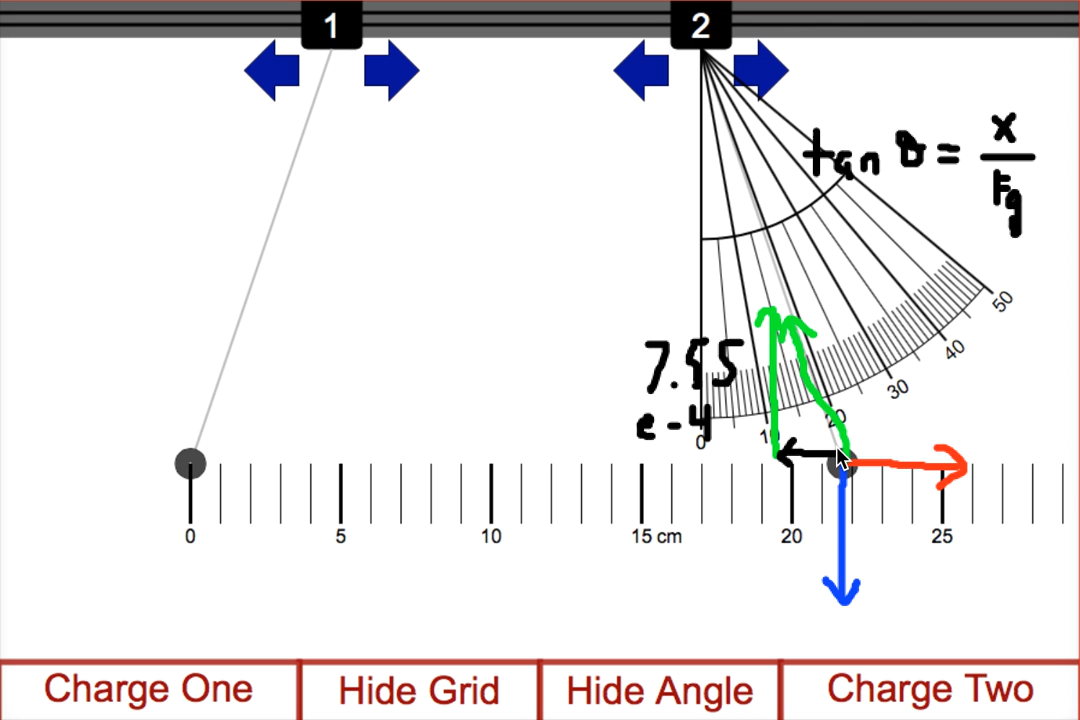 1
2
tan θ = x
Fg
50
40
30
20
10
0
7.55
e-4
0
5
10
15 cm
20
25
Charge One
Hide Grid
Hide Angle
Charge Two